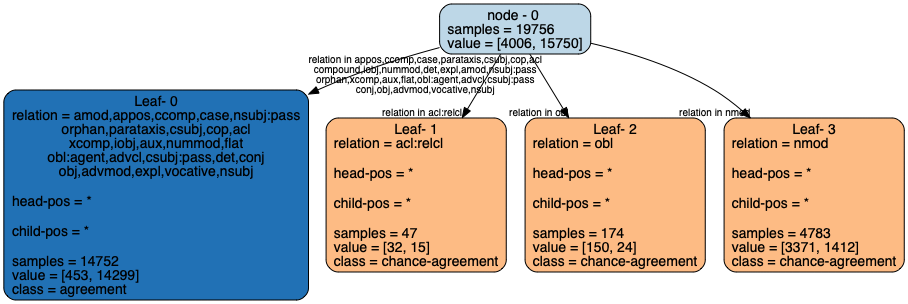 node - 0
samples = 19756
value = [4006, 15750]
relation in appos,ccomp,case,parataxis,csubj,cop,acl
compound,iobj,nummod,det,expl,amod,nsubj:pass
orphan,xcomp,aux,flat,obl:agent,advcl,csubj:pass
conj,obj,advmod,vocative,nsubj
relation in acl:relcl
relation in obl
relation in nmod
Leaf- 0
relation = amod,appos,ccomp,case,nsubj:pass
orphan,parataxis,csubj,cop,acl
xcomp,iobj,aux,nummod,flat
obl:agent,advcl,csubj:pass,det,conj
obj,advmod,expl,vocative,nsubj
head-pos = *
child-pos = *
samples = 14752
value = [453, 14299]
class = agreement
Leaf- 1
relation = acl:relcl
head-pos = *
child-pos = *
samples = 47
value = [32, 15]
class = chance-agreement
Leaf- 2
relation = obl
head-pos = *
child-pos = *
samples = 174
value = [150, 24]
class = chance-agreement
Leaf- 3
relation = nmod
head-pos = *
child-pos = *
samples = 4783
value = [3371, 1412]
class = chance-agreement